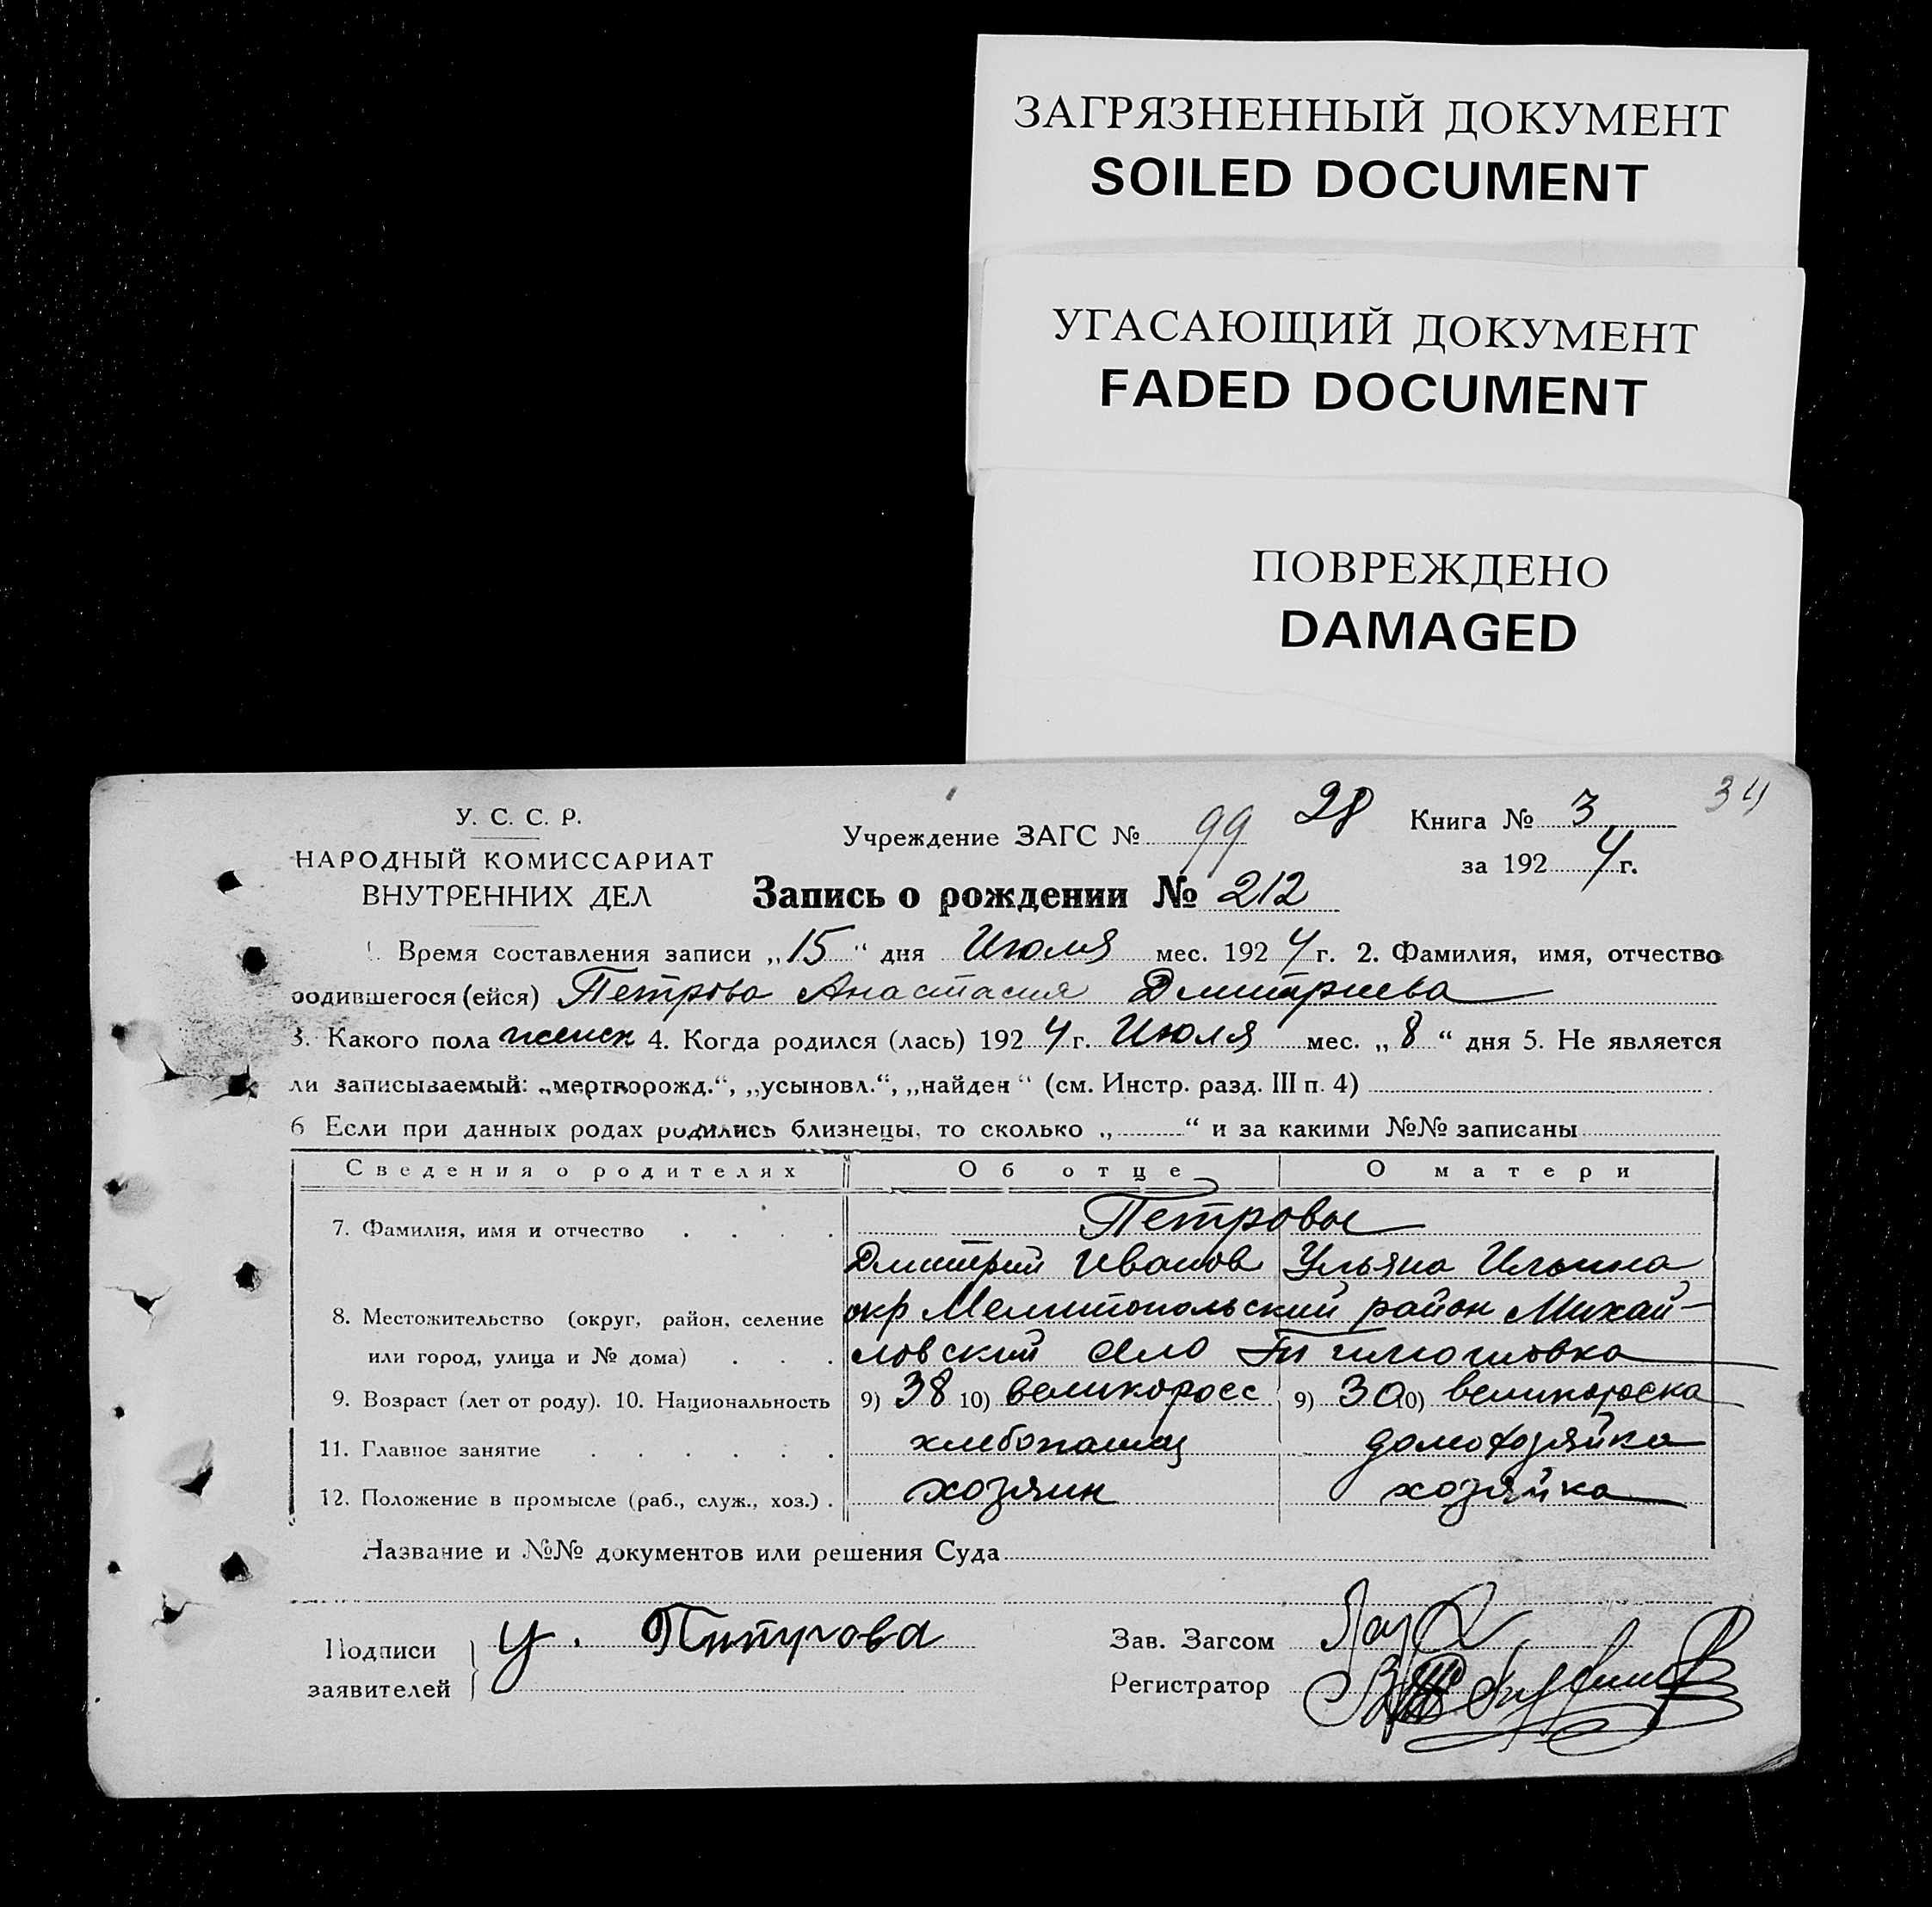 ЗАГРЯЗНЕННЫЙ ДОКУМЕНТ
SOILED DOCUMENT
УГАСАЮЩИЙ ДОКУМЕНТ
FADED DOCUMENT
ПОВРЕЖДЕНО
DAMAGED
34
У. С. С. Р.
НАРОДНЫЙ КОМИССАРИАТ
ВНУТРЕННИХ ДЕЛ
Учреждение ЗАГС № 99 28 Книга № 3
за 1924 г.
Запись о рождении № 212
1. Время составления записи „15“ дня Июля мес. 1924 г. 2. Фамилия, имя, отчество
родившегося (ейся) Петрова Анастасия Дмитриева
3. Какого пола женск 4. Когда родился (лась) 1924 г. Июля мес. „8“ дня 5. Не является
ли записываемый: „мертворожд.“, „усыновл.“, „найден“ (см. Инстр. разд. III п. 4)
6 Если при данных родах родились близнецы, то сколько „ “ и за какими №№ записаны
Сведения о родителях Об отце О матери
7. Фамилия, имя и отчество Петровы
Дмитрий Иванов Ульяна Ильина
8. Местожительство (округ, район, селение окр Мелитопольский район Михай-
или город, улица и № дома) ловский село Тимошовка
9. Возраст (лет от роду). 10. Национальность 9) 38 10) великоросс 9) 30 10) великороска
11. Главное занятие хлебопашец домохозяйка
12. Положение в промысле (раб., служ., хоз.) хозяин хозяйка
Название и №№ документов или решения Суда
Подписи У. Питрова Зав. Загсом
заявителей Регистратор